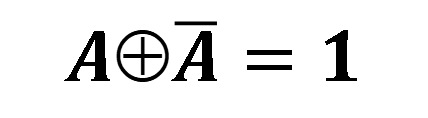 A⊕A̅ = 1